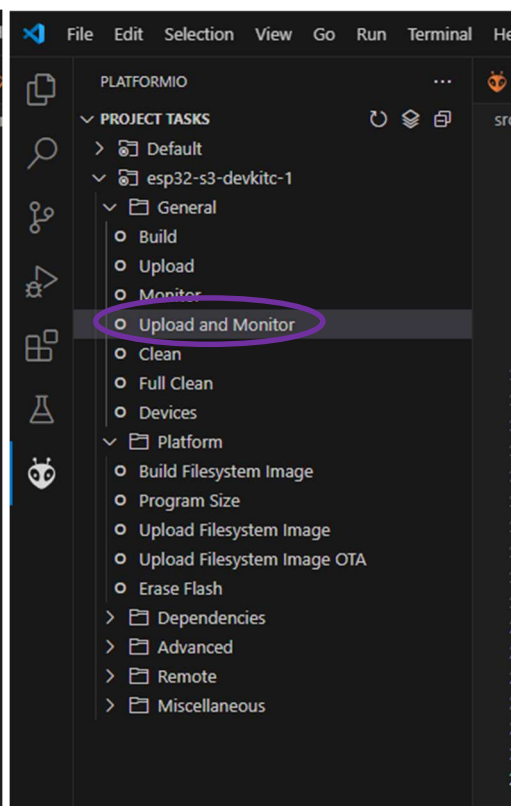 File Edit Selection View Go Run Terminal He
PLATFORMIO
PROJECT TASKS
src
Default
esp32-s3-devkitc-1
General
Build
Upload
Monitor
Upload and Monitor
Clean
Full Clean
Devices
Platform
Build Filesystem Image
Program Size
Upload Filesystem Image
Upload Filesystem Image OTA
Erase Flash
Dependencies
Advanced
Remote
Miscellaneous